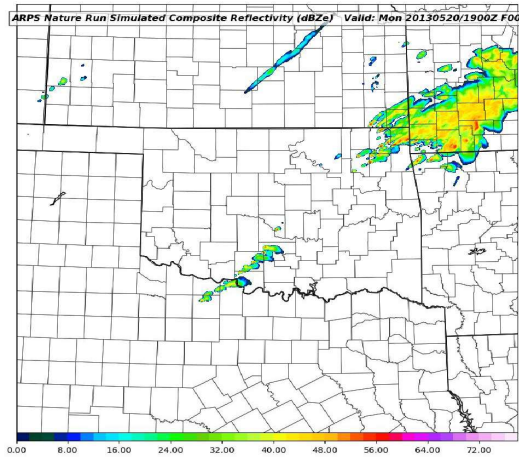 ARPS Nature Run Simulated Composite Reflectivity (dBZe) Valid: Mon 20130520/1900Z F00
0.00 8.00 16.00 24.00 32.00 40.00 48.00 56.00 64.00 72.00